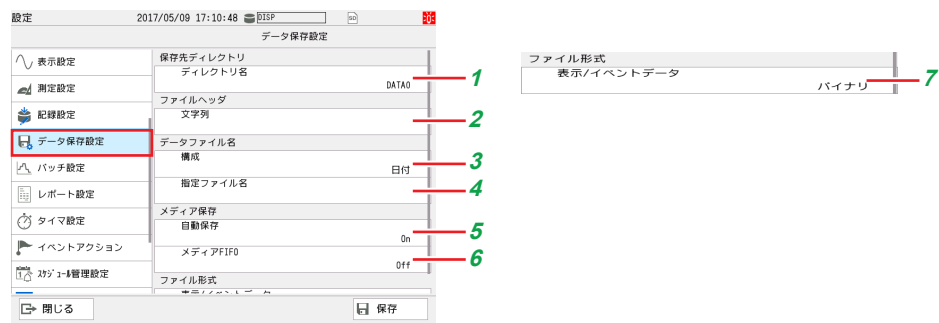 設定 2017/05/09 17:10:48 DISP SD
データ保存設定
表示設定
測定設定
記録設定
データ保存設定
バッチ設定
レポート設定
タイマ設定
イベントアクション
スケジュール管理設定
保存先ディレクトリ
ディレクトリ名
DATA0
1
ファイルヘッダ
文字列
2
データファイル名
構成
日付
3
指定ファイル名
4
メディア保存
自動保存
On
5
メディアFIFO
Off
6
ファイル形式
表示/イベントデータ
閉じる
保存
ファイル形式
表示/イベントデータ
バイナリ
7